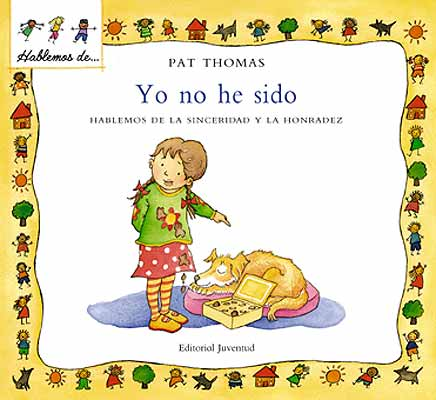 Hablemos de...
PAT THOMAS
Yo no he sido
HABLEMOS DE LA SINCERIDAD Y LA HONRADEZ
Editorial Juventud